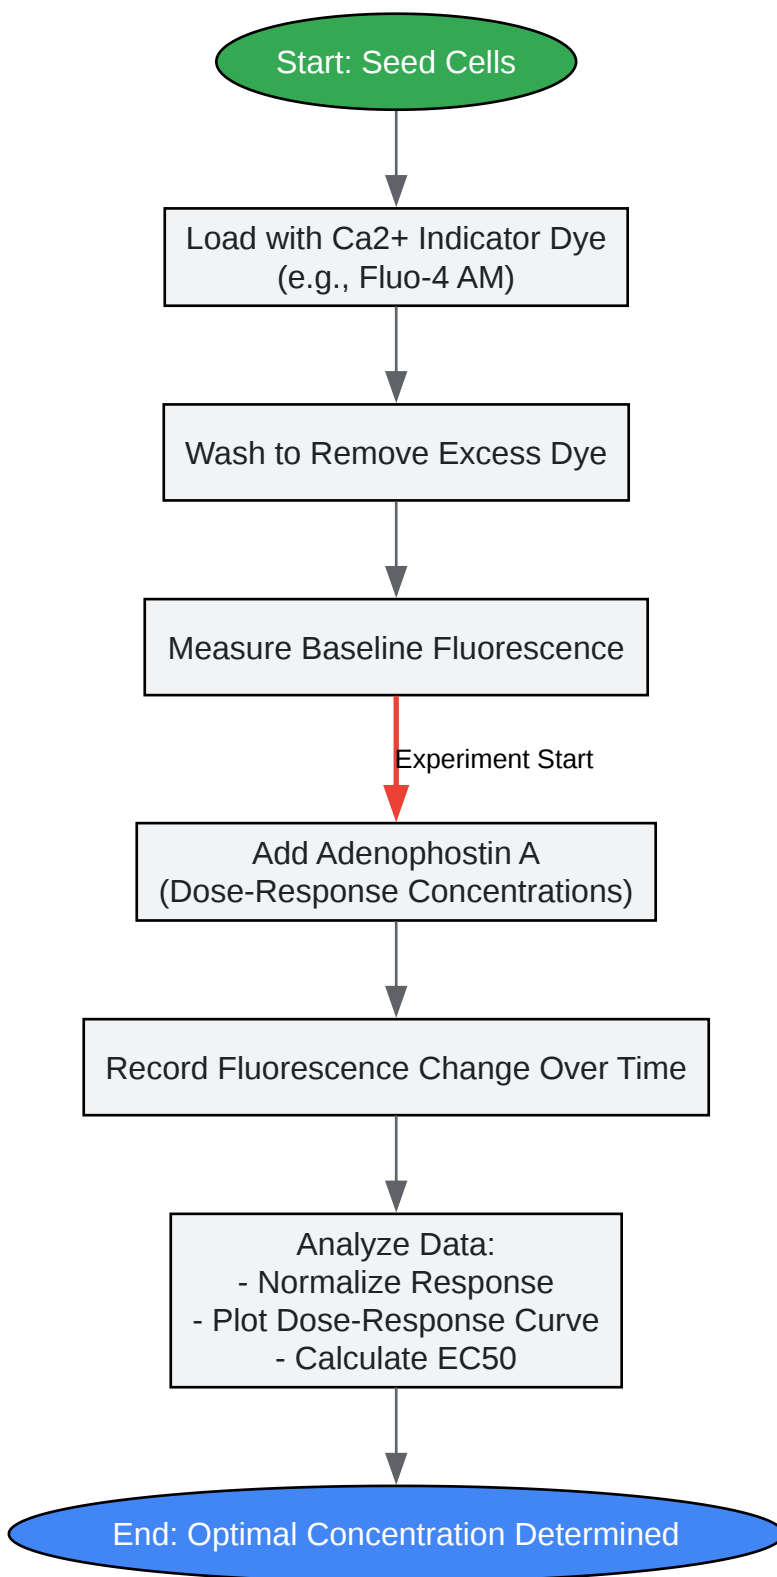 Start: Seed Cells
Load with Ca2+ Indicator Dye
(e.g., Fluo-4 AM)
Wash to Remove Excess Dye
Measure Baseline Fluorescence
Experiment Start
Add Adenophostin A
(Dose-Response Concentrations)
Record Fluorescence Change Over Time
Analyze Data:
- Normalize Response
- Plot Dose-Response Curve
- Calculate EC50
End: Optimal Concentration Determined